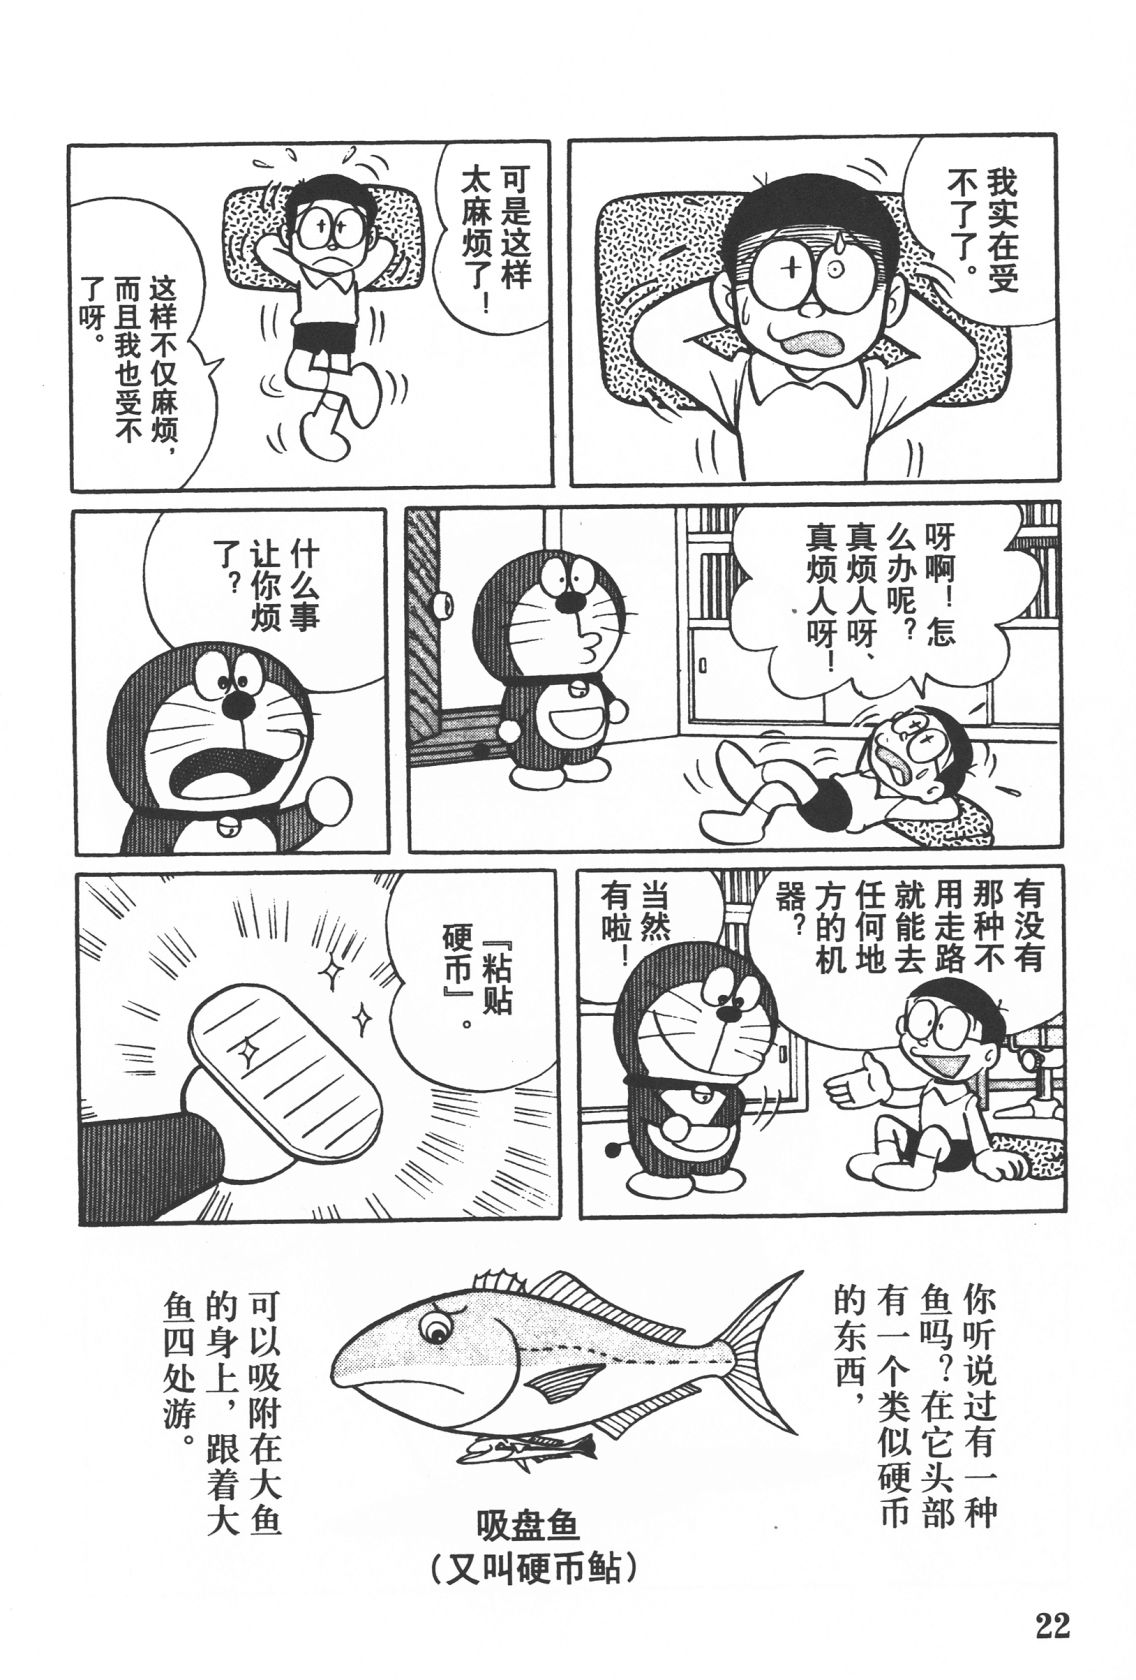 我实在受
不了了。
可是这样
太麻烦了！
这样不仅麻烦，
而且我也受不
了呀。
呀啊！怎
么办呢？
真烦人呀、
真烦人呀！
什么事
让你烦
了？
有没有
那种不
用走路
就能去
任何地
方的机
器？
当然
有啦！
『粘贴
硬币』。
你听说过有一种
鱼吗？在它头部
有一个类似硬币
的东西，
可以吸附在大鱼
的身上，跟着大
鱼四处游。
吸盘鱼
（又叫硬币鲇）
22